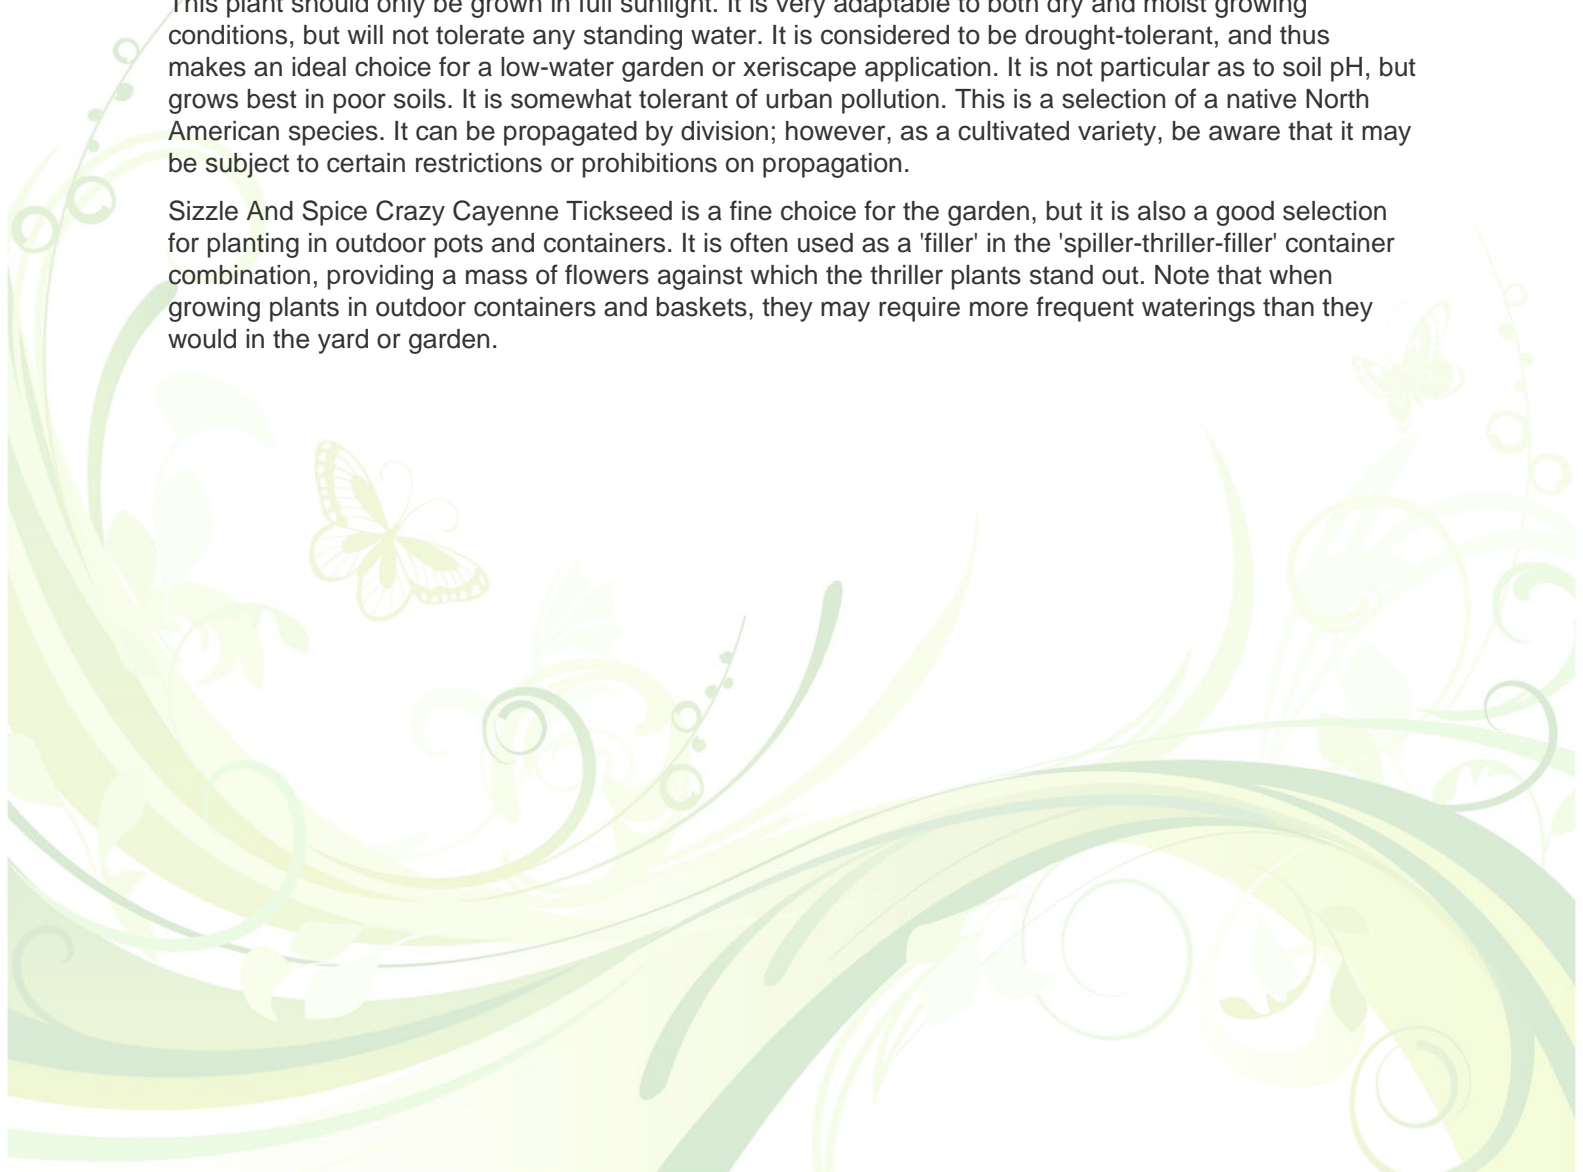 This plant should only be grown in full sunlight. It is very adaptable to both dry and moist growing
conditions, but will not tolerate any standing water. It is considered to be drought-tolerant, and thus
makes an ideal choice for a low-water garden or xeriscape application. It is not particular as to soil pH, but
grows best in poor soils. It is somewhat tolerant of urban pollution. This is a selection of a native North
American species. It can be propagated by division; however, as a cultivated variety, be aware that it may
be subject to certain restrictions or prohibitions on propagation.
Sizzle And Spice Crazy Cayenne Tickseed is a fine choice for the garden, but it is also a good selection
for planting in outdoor pots and containers. It is often used as a 'filler' in the 'spiller-thriller-filler' container
combination, providing a mass of flowers against which the thriller plants stand out. Note that when
growing plants in outdoor containers and baskets, they may require more frequent waterings than they
would in the yard or garden.